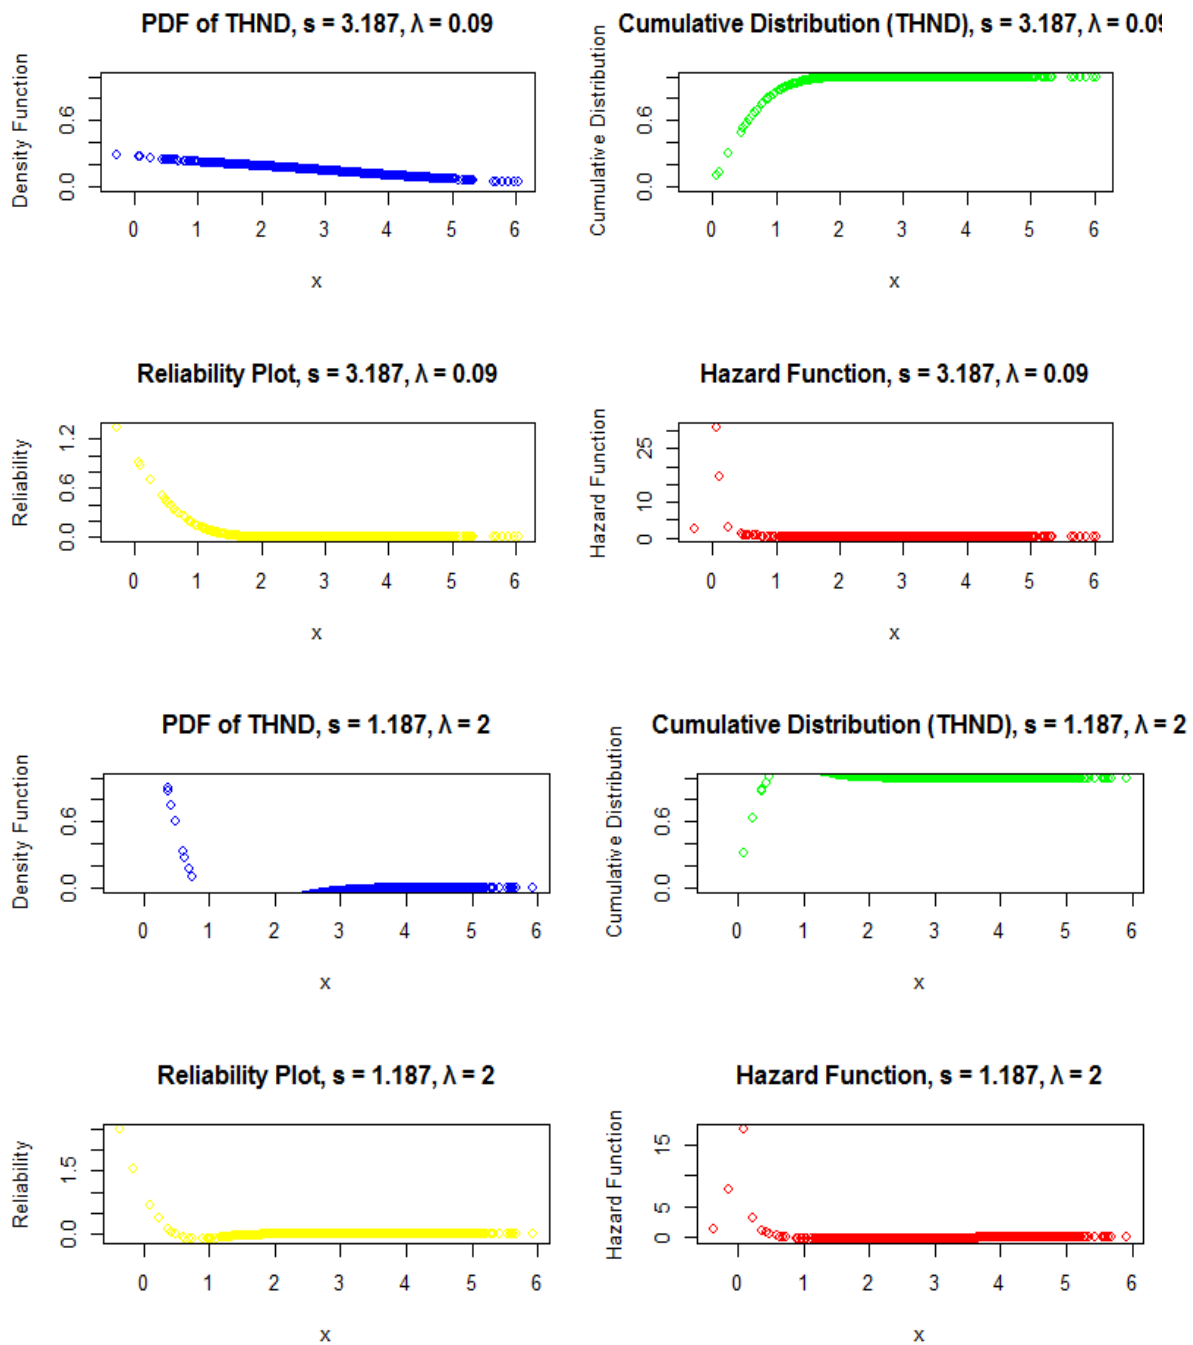 PDF of THND, s = 3.187, λ = 0.09
Density Function
0.0 0.6
0 1 2 3 4 5 6
x
Cumulative Distribution (THND), s = 3.187, λ = 0.09
Cumulative Distribution
0.0 0.6
0 1 2 3 4 5 6
x
Reliability Plot, s = 3.187, λ = 0.09
Reliability
0.0 0.6 1.2
0 1 2 3 4 5 6
x
Hazard Function, s = 3.187, λ = 0.09
Hazard Function
0 10 25
0 1 2 3 4 5 6
x
PDF of THND, s = 1.187, λ = 2
Density Function
0.0 0.6
0 1 2 3 4 5 6
x
Cumulative Distribution (THND), s = 1.187, λ = 2
Cumulative Distribution
0.0 0.6
0 1 2 3 4 5 6
x
Reliability Plot, s = 1.187, λ = 2
Reliability
0.0 1.5
0 1 2 3 4 5 6
x
Hazard Function, s = 1.187, λ = 2
Hazard Function
0 5 15
0 1 2 3 4 5 6
x